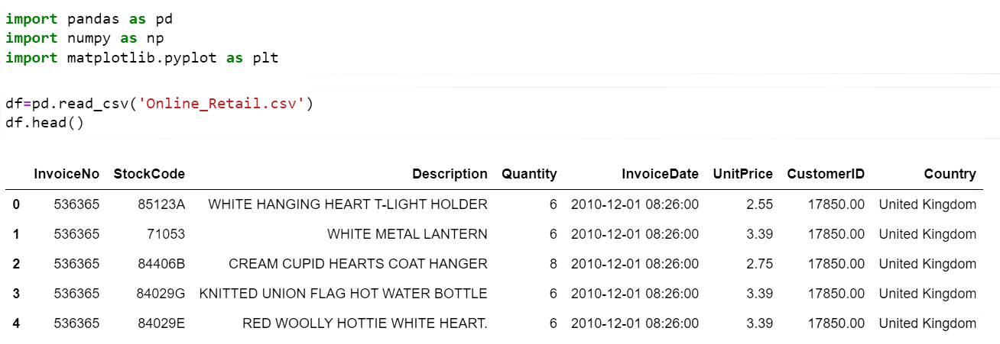 import pandas as pd
import numpy as np
import matplotlib.pyplot as plt
df=pd.read_csv('Online_Retail.csv')
df.head()
InvoiceNo StockCode Description Quantity InvoiceDate UnitPrice CustomerID Country
0 536365 85123A WHITE HANGING HEART T-LIGHT HOLDER 6 2010-12-01 08:26:00 2.55 17850.00 United Kingdom
1 536365 71053 WHITE METAL LANTERN 6 2010-12-01 08:26:00 3.39 17850.00 United Kingdom
2 536365 84406B CREAM CUPID HEARTS COAT HANGER 8 2010-12-01 08:26:00 2.75 17850.00 United Kingdom
3 536365 84029G KNITTED UNION FLAG HOT WATER BOTTLE 6 2010-12-01 08:26:00 3.39 17850.00 United Kingdom
4 536365 84029E RED WOOLLY HOTTIE WHITE HEART. 6 2010-12-01 08:26:00 3.39 17850.00 United Kingdom